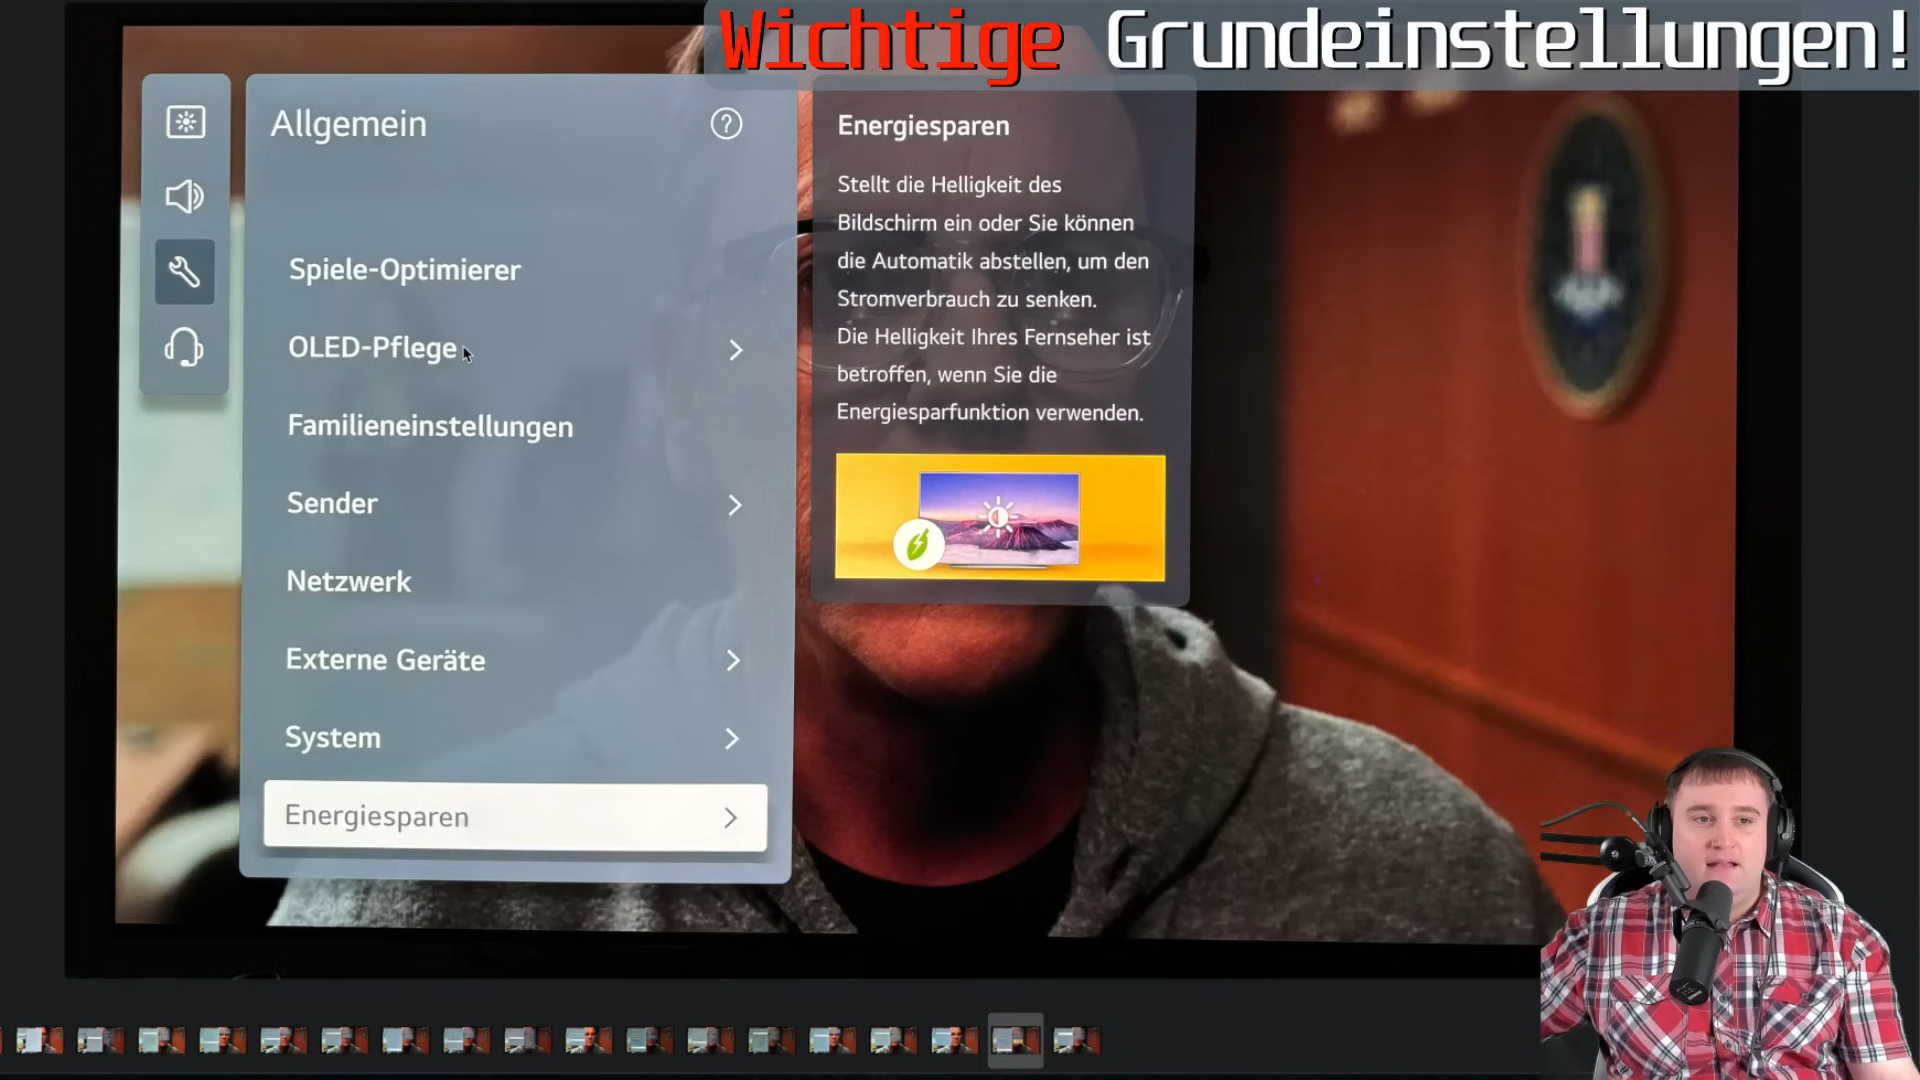 Wichtige Grundeinstellungen!
Allgemein
?
Spiele-Optimierer
OLED-Pflege
Familieneinstellungen
Sender
Netzwerk
Externe Geräte
System
Energiesparen
Energiesparen
Stellt die Helligkeit des
Bildschirm ein oder Sie können
die Automatik abstellen, um den
Stromverbrauch zu senken.
Die Helligkeit Ihres Fernseher ist
betroffen, wenn Sie die
Energiesparfunktion verwenden.